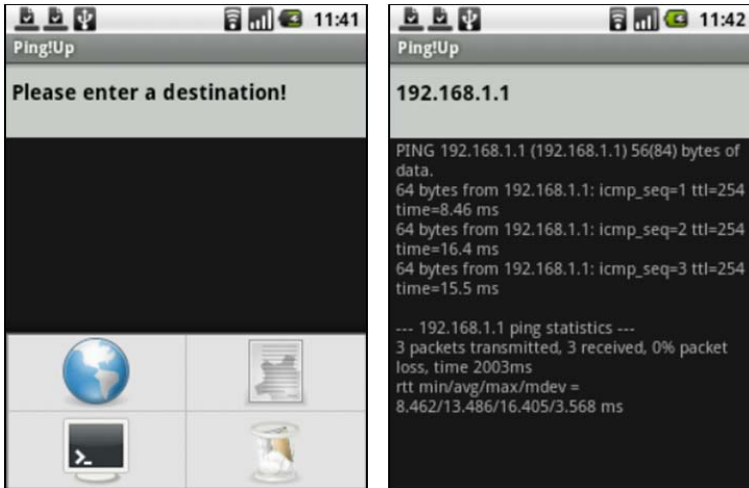 11:41
Ping!Up
Please enter a destination!
>_
11:42
Ping!Up
192.168.1.1
PING 192.168.1.1 (192.168.1.1) 56(84) bytes of
data.
64 bytes from 192.168.1.1: icmp_seq=1 ttl=254
time=8.46 ms
64 bytes from 192.168.1.1: icmp_seq=2 ttl=254
time=16.4 ms
64 bytes from 192.168.1.1: icmp_seq=3 ttl=254
time=15.5 ms
--- 192.168.1.1 ping statistics ---
3 packets transmitted, 3 received, 0% packet
loss, time 2003ms
rtt min/avg/max/mdev =
8.462/13.486/16.405/3.568 ms